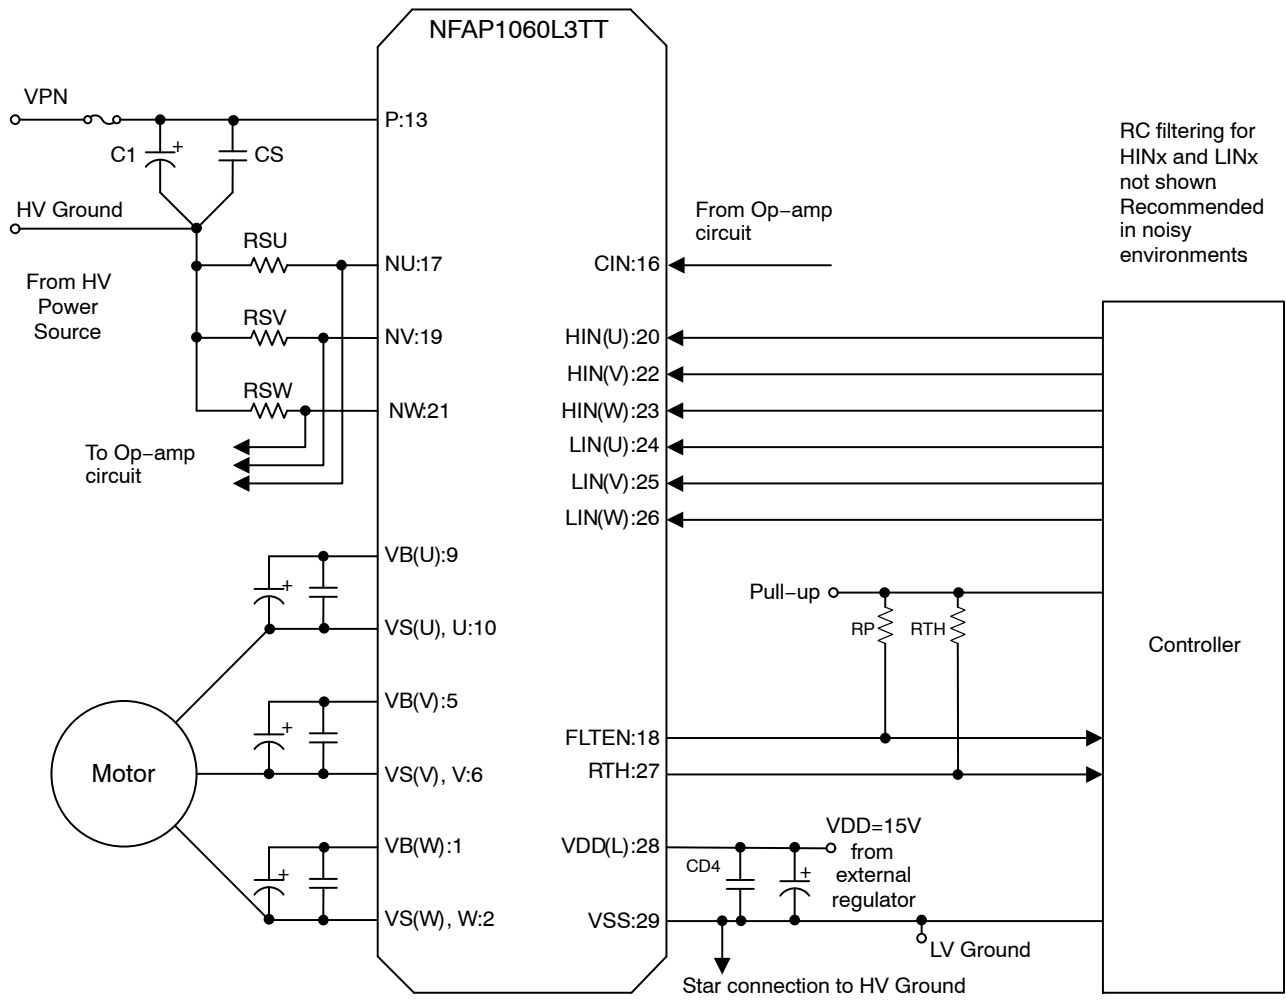 NFAP1060L3TT
VPN
P:13
C1
+
CS
HV Ground
RSU
NU:17
From HV
Power
Source
RSV
NV:19
RSW
NW:21
To Op−amp
circuit
VB(U):9
+
VS(U), U:10
VB(V):5
+
Motor
VS(V), V:6
VB(W):1
+
VS(W), W:2
From Op−amp
circuit
CIN:16
HIN(U):20
HIN(V):22
HIN(W):23
LIN(U):24
LIN(V):25
LIN(W):26
Pull−up
RP
RTH
FLTEN:18
RTH:27
VDD(L):28
CD4
+
VDD=15V
from
external
regulator
VSS:29
LV Ground
Star connection to HV Ground
RC filtering for
HINx and LINx
not shown
Recommended
in noisy
environments
Controller